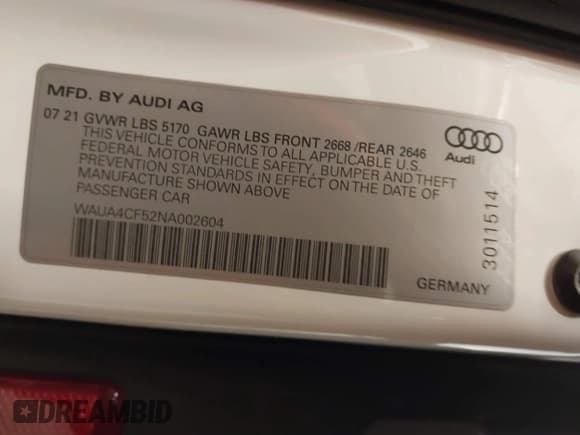 MFD. BY AUDI AG
07 21 GVWR LBS 5170 GAWR LBS FRONT 2668 /REAR 2646
THIS VEHICLE CONFORMS TO ALL APPLICABLE U.S.
FEDERAL MOTOR VEHICLE SAFETY, BUMPER AND THEFT
PREVENTION STANDARDS IN EFFECT ON THE DATE OF
MANUFACTURE SHOWN ABOVE
PASSENGER CAR
WAUA4CF52NA002604
Audi
3011514
GERMANY
DREAMBID